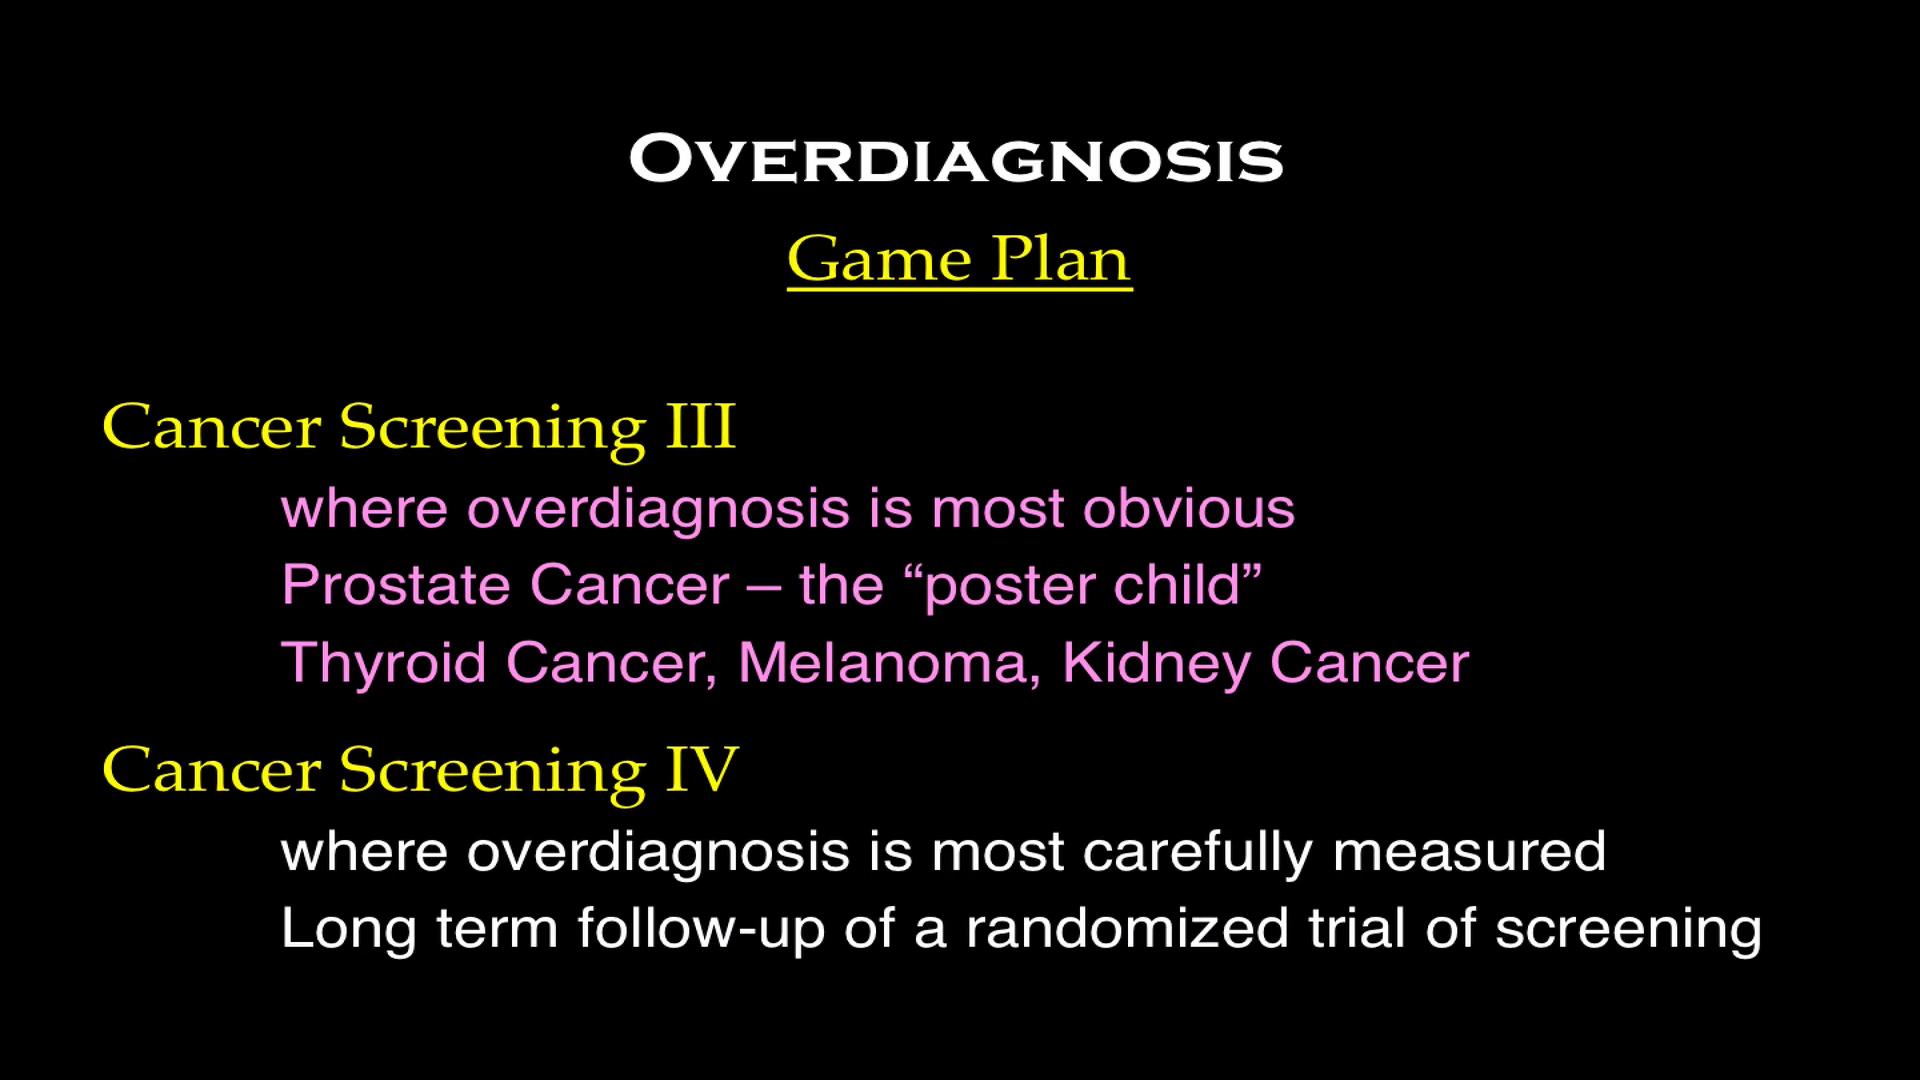 OVERDIAGNOSIS
Game Plan
Cancer Screening III
where overdiagnosis is most obvious
Prostate Cancer – the “poster child”
Thyroid Cancer, Melanoma, Kidney Cancer
Cancer Screening IV
where overdiagnosis is most carefully measured
Long term follow-up of a randomized trial of screening